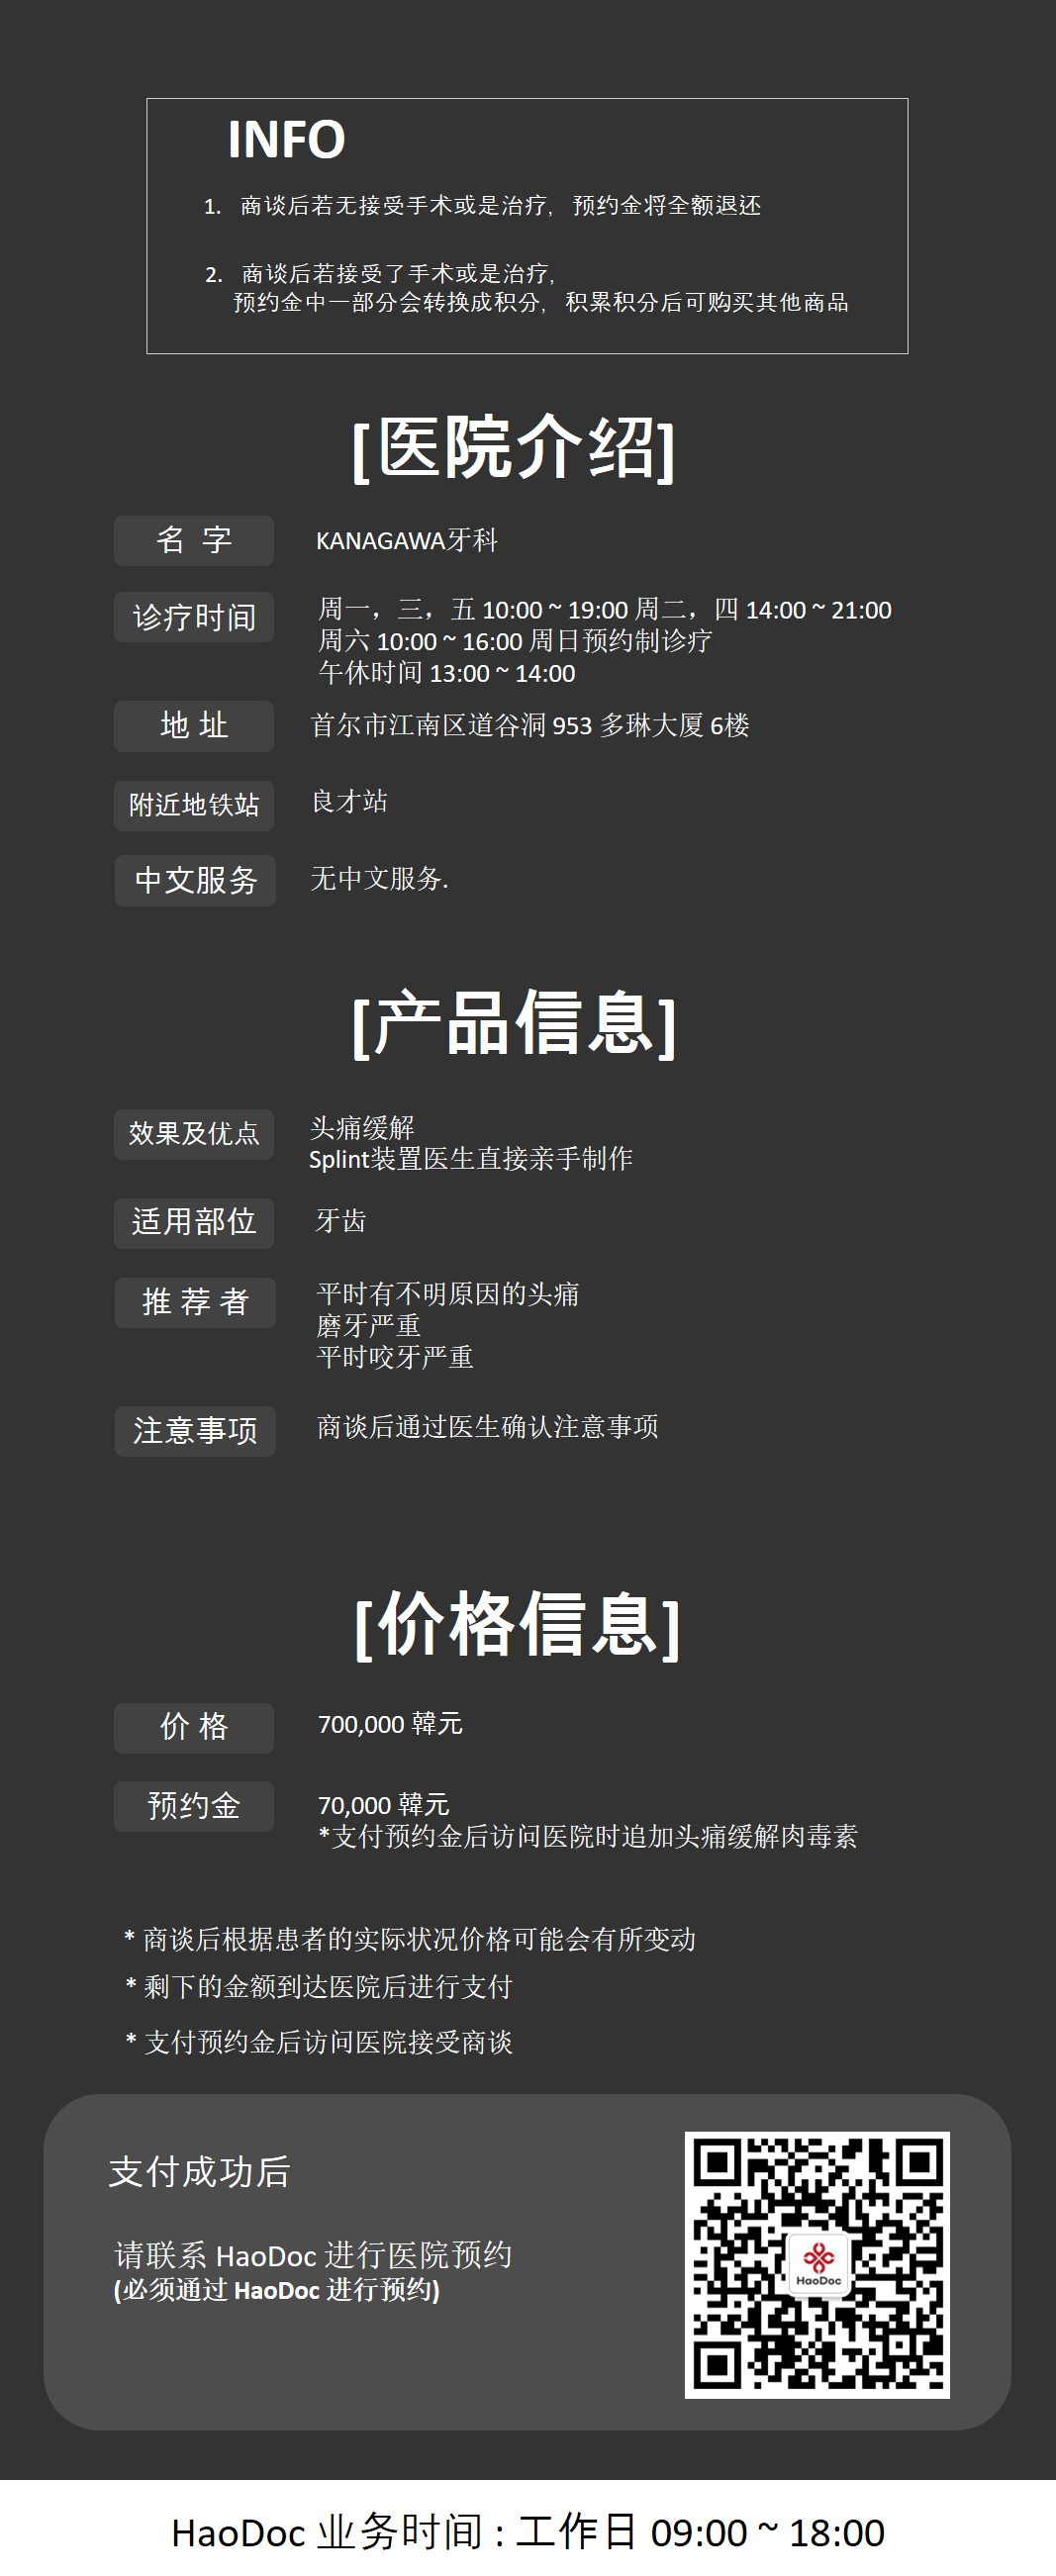 INFO
1. 商谈后若无接受手术或是治疗, 预约金将全额退还
2. 商谈后若接受了手术或是治疗,
预约金中一部分会转换成积分, 积累积分后可购买其他商品
[医院介绍]
名 字 KANAGAWA牙科
诊疗时间 周一，三，五 10:00 ~ 19:00 周二，四 14:00 ~ 21:00
周六 10:00 ~ 16:00 周日预约制诊疗
午休时间 13:00 ~ 14:00
地 址 首尔市江南区道谷洞 953 多琳大厦 6楼
附近地铁站 良才站
中文服务 无中文服务.
[产品信息]
效果及优点 头痛缓解
Splint装置医生直接亲手制作
适用部位 牙齿
推 荐 者 平时有不明原因的头痛
磨牙严重
平时咬牙严重
注意事项 商谈后通过医生确认注意事项
[价格信息]
价 格 700,000 韓元
预约金 70,000 韓元
*支付预约金后访问医院时追加头痛缓解肉毒素
* 商谈后根据患者的实际状况价格可能会有所变动
* 剩下的金额到达医院后进行支付
* 支付预约金后访问医院接受商谈
支付成功后
请联系 HaoDoc 进行医院预约
(必须通过 HaoDoc 进行预约)
HaoDoc
HaoDoc 业务时间 : 工作日 09:00 ~ 18:00